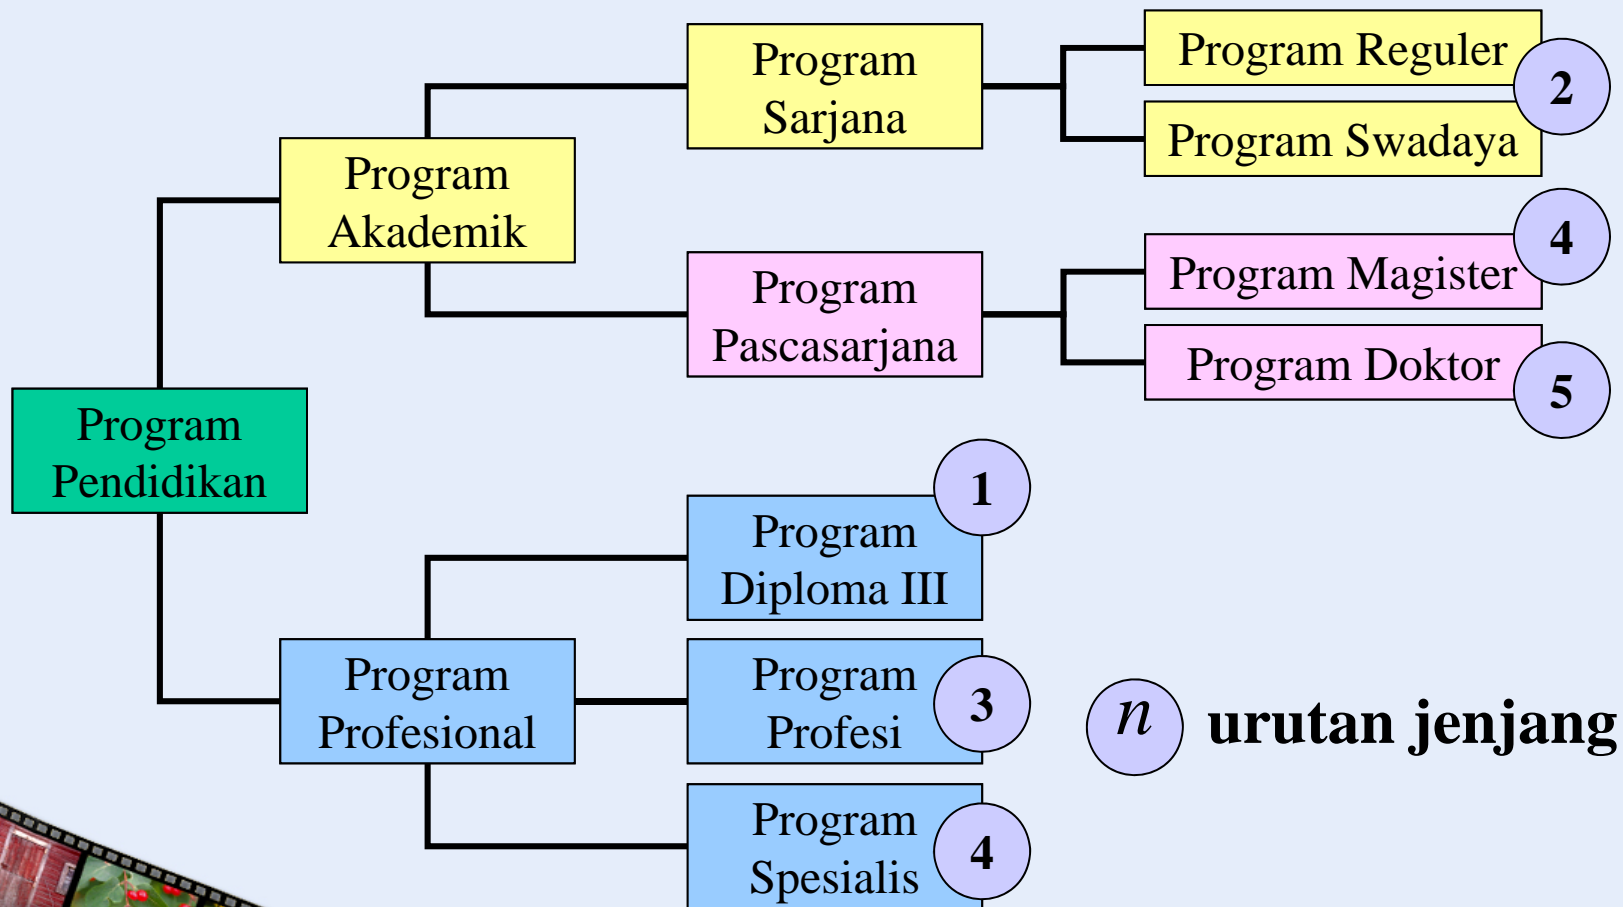 Program
Pendidikan
Program
Akademik
Program
Sarjana
Program Reguler
Program Swadaya
2
Program
Pascasarjana
Program Magister
4
Program Doktor
5
Program
Profesional
Program
Diploma III
1
Program
Profesi
3
Program
Spesialis
4
n urutan jenjang